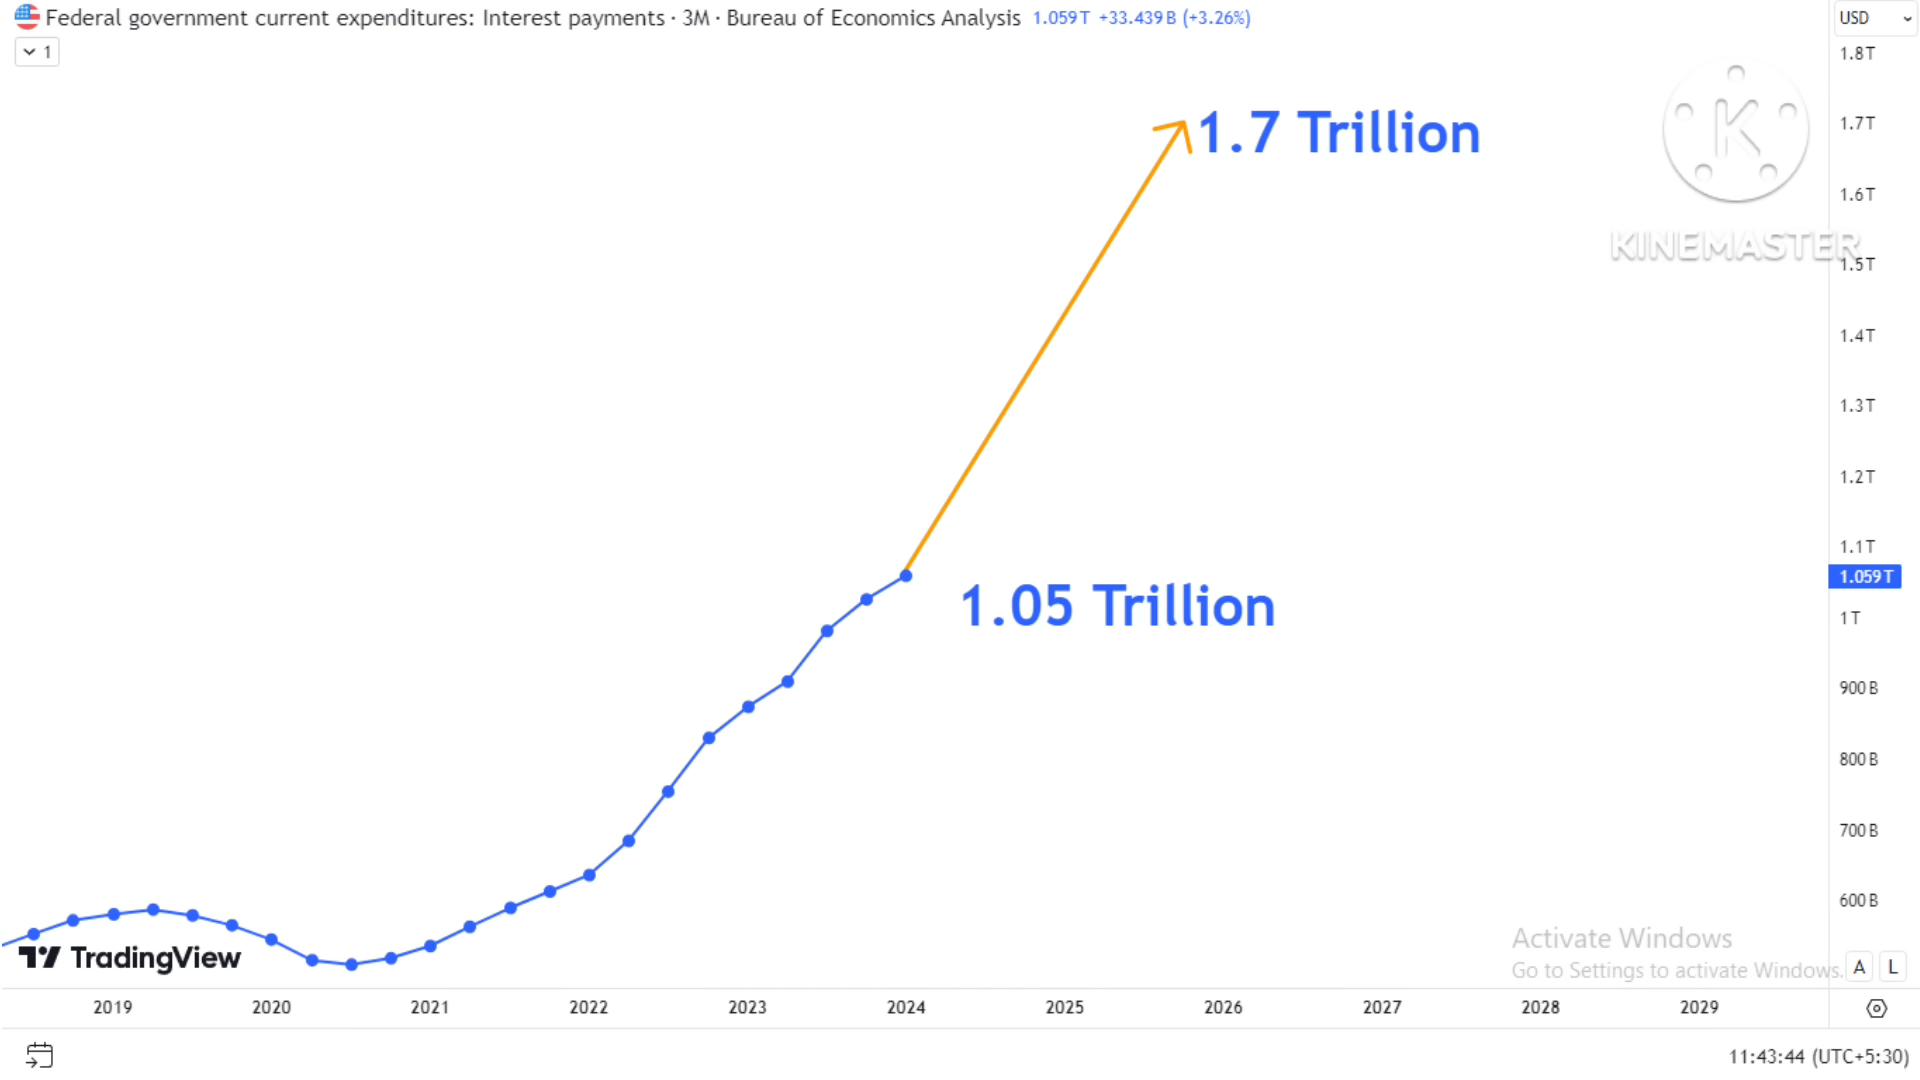 Federal government current expenditures: Interest payments · 3M · Bureau of Economics Analysis 1.059T +33.439B (+3.26%)
USD
1
1.8T
1.7 Trillion
1.7T
K
1.6T
KINEMASTER
1.5T
1.4T
1.3T
1.2T
1.1T
1.059T
1.05 Trillion
1T
900B
800B
700B
600B
Activate Windows
Go to Settings to activate Windows.
TradingView
A L
2019 2020 2021 2022 2023 2024 2025 2026 2027 2028 2029
11:43:44 (UTC+5:30)